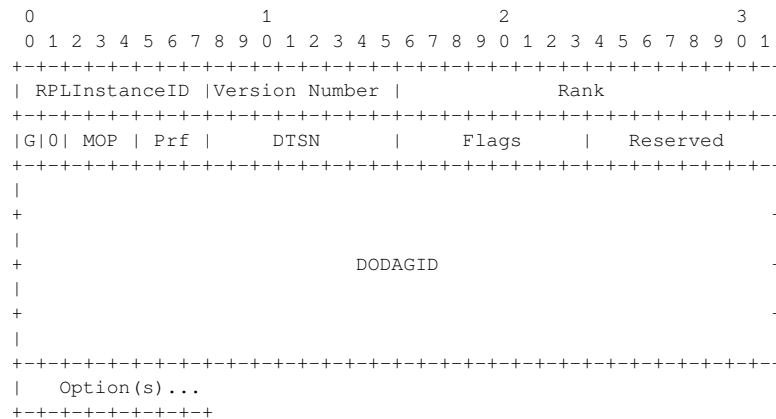 0                   1                   2                   3
 0 1 2 3 4 5 6 7 8 9 0 1 2 3 4 5 6 7 8 9 0 1 2 3 4 5 6 7 8 9 0 1
+-+-+-+-+-+-+-+-+-+-+-+-+-+-+-+-+-+-+-+-+-+-+-+-+-+-+-+-+-+-+-+--
| RPLInstanceID |Version Number |             Rank
+-+-+-+-+-+-+-+-+-+-+-+-+-+-+-+-+-+-+-+-+-+-+-+-+-+-+-+-+-+-+-+--
|G|0| MOP | Prf |     DTSN      |     Flags     |   Reserved
+-+-+-+-+-+-+-+-+-+-+-+-+-+-+-+-+-+-+-+-+-+-+-+-+-+-+-+-+-+-+-+--
|
+                                                               -
|
+                            DODAGID                            -
|
+                                                               -
|
+-+-+-+-+-+-+-+-+-+-+-+-+-+-+-+-+-+-+-+-+-+-+-+-+-+-+-+-+-+-+-+--
|   Option(s)...
+-+-+-+-+-+-+-+-+